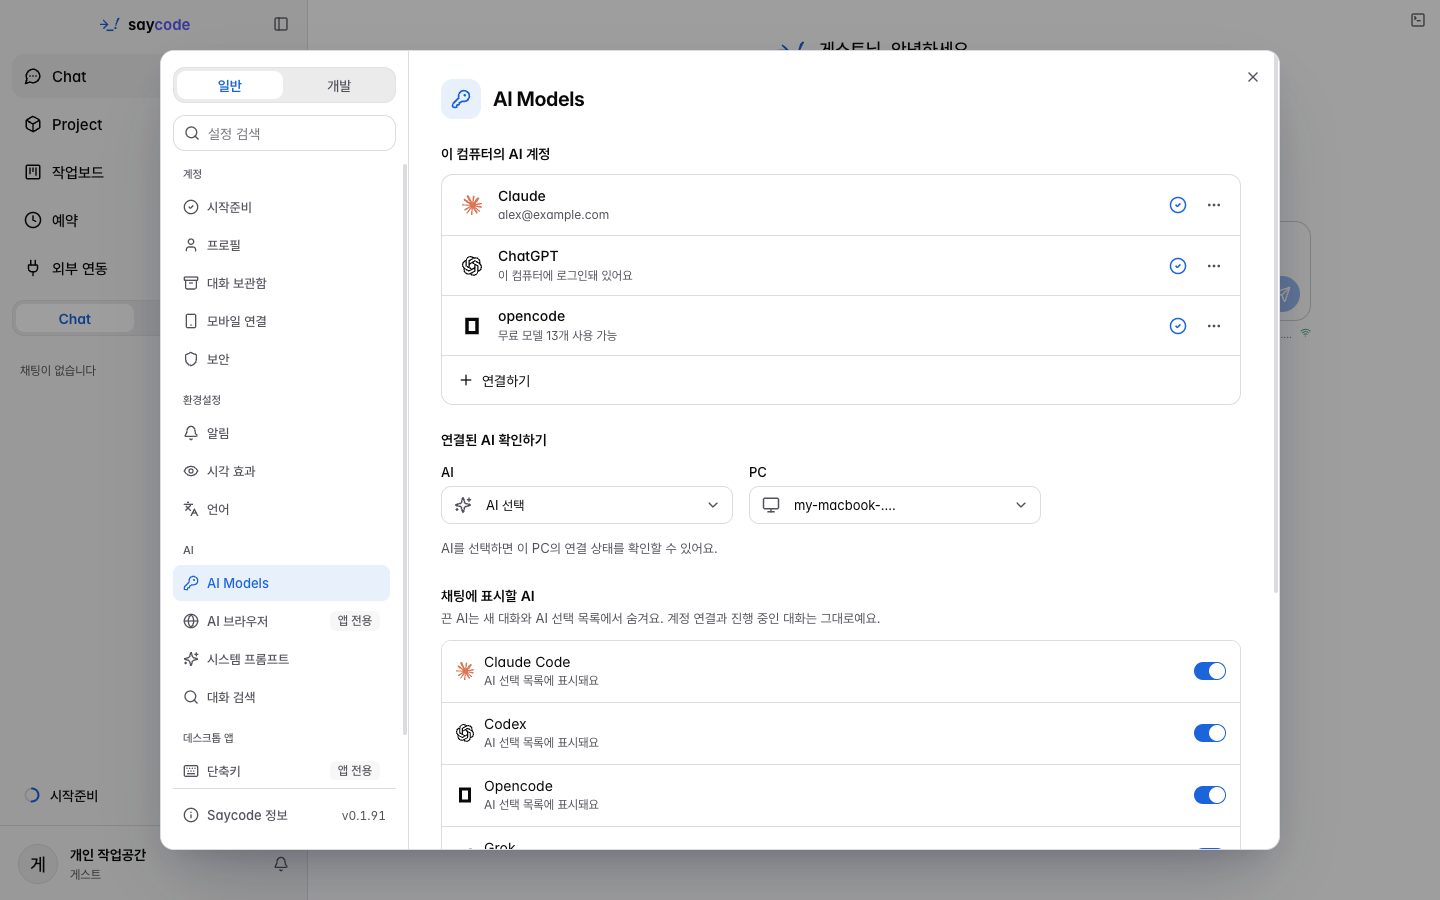 saycode
Chat
Project
작업보드
예약
외부 연동
Chat
채팅이 없습니다
시작준비
개인 작업공간
게스트
게
게스트님, 안녕하세요
일반
개발
설정 검색
계정
시작준비
프로필
대화 보관함
모바일 연결
보안
환경설정
알림
시각 효과
언어
AI
AI Models
AI 브라우저
앱 전용
시스템 프롬프트
대화 검색
데스크톱 앱
단축키
앱 전용
Saycode 정보
v0.1.91
AI Models
이 컴퓨터의 AI 계정
Claude
alex@example.com
ChatGPT
이 컴퓨터에 로그인돼 있어요
opencode
무료 모델 13개 사용 가능
연결하기
연결된 AI 확인하기
AI
PC
AI 선택
my-macbook-....
AI를 선택하면 이 PC의 연결 상태를 확인할 수 있어요.
채팅에 표시할 AI
끈 AI는 새 대화와 AI 선택 목록에서 숨겨요. 계정 연결과 진행 중인 대화는 그대로예요.
Claude Code
AI 선택 목록에 표시돼요
Codex
AI 선택 목록에 표시돼요
Opencode
AI 선택 목록에 표시돼요
Grok